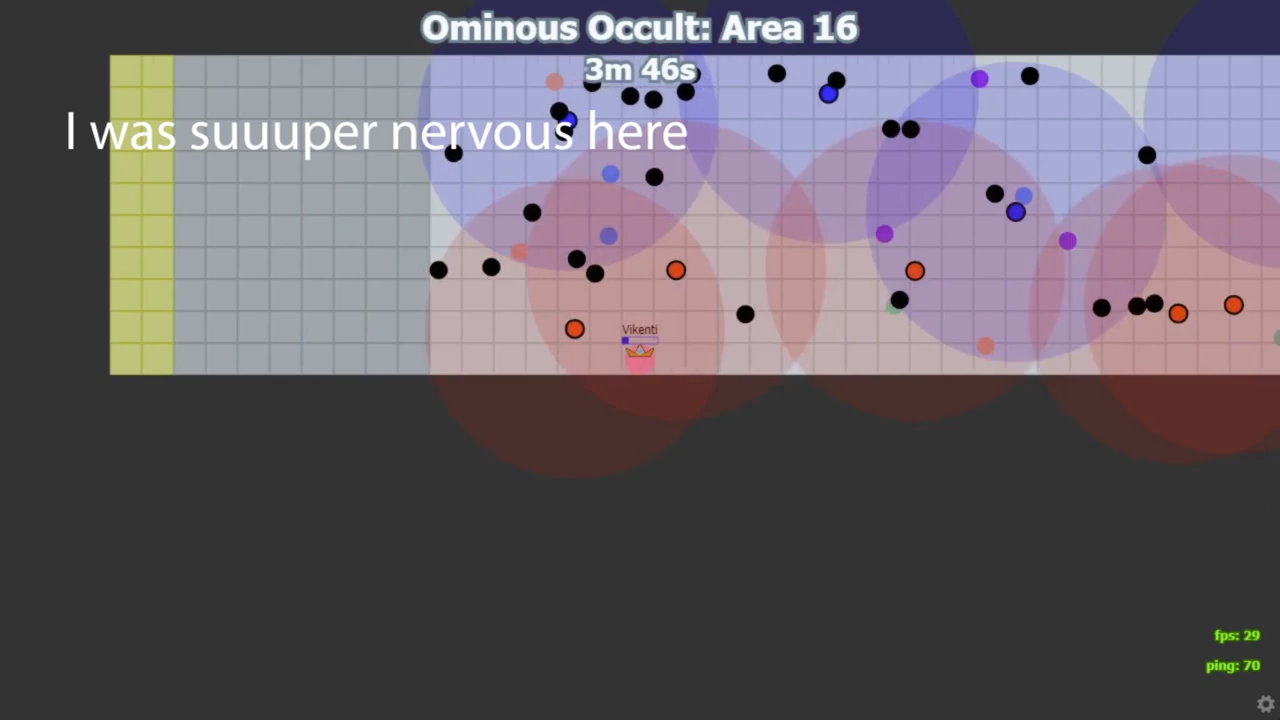 Ominous Occult: Area 16
3m 46s
I was suuuper nervous here
Vikenti
fps: 29
ping: 70